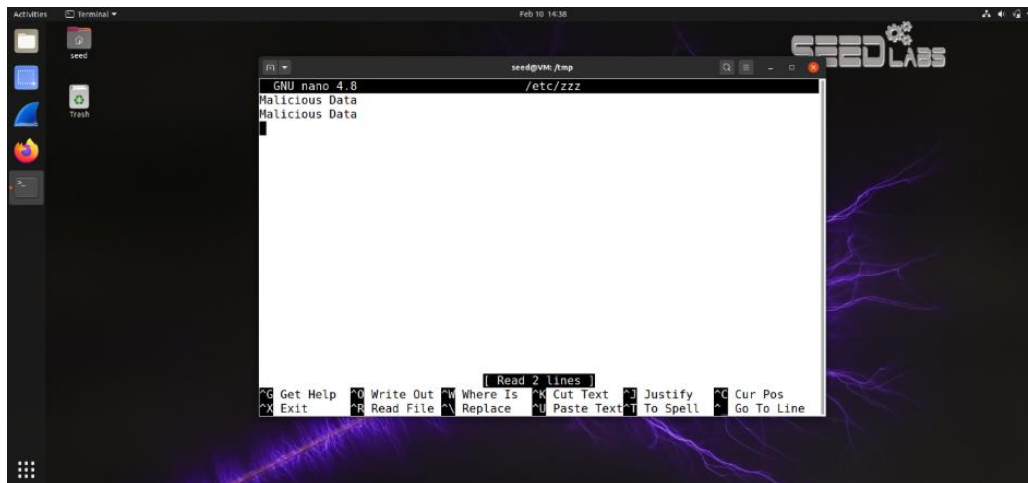 Activities Terminal Feb 10 14:38
seed
Trash
SEEDLABS
seed@VM: /tmp
GNU nano 4.8 /etc/zzz
Malicious Data
Malicious Data
[ Read 2 lines ]
^G Get Help ^O Write Out ^W Where Is ^K Cut Text ^J Justify ^C Cur Pos
^X Exit ^R Read File ^\ Replace ^U Paste Text ^T To Spell ^_ Go To Line